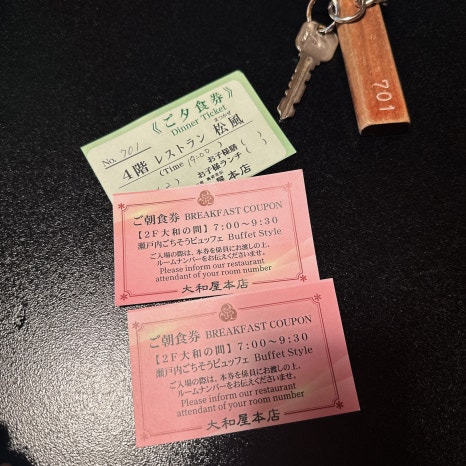 701
《ご夕食券》
Dinner Ticket
No. 701
まつかぜ
4階 レストラン 松風
(Time 19:00)
お子様膳 ( )
お子様ランチ
本店
ご朝食券 BREAKFAST COUPON
【2F大和の間】7:00～9:30
瀬戸内ごちそうビュッフェ Buffet Style
ご入場の際は、本券を係員にお渡しの上、
ルームナンバーをお伝えくださいませ。
Please inform our restaurant
attendant of your room number
大和屋本店
ご朝食券 BREAKFAST COUPON
【2F大和の間】7:00～9:30
瀬戸内ごちそうビュッフェ Buffet Style
ご入場の際は、本券を係員にお渡しの上、
ルームナンバーをお伝えくださいませ。
Please inform our restaurant
attendant of your room number
大和屋本店